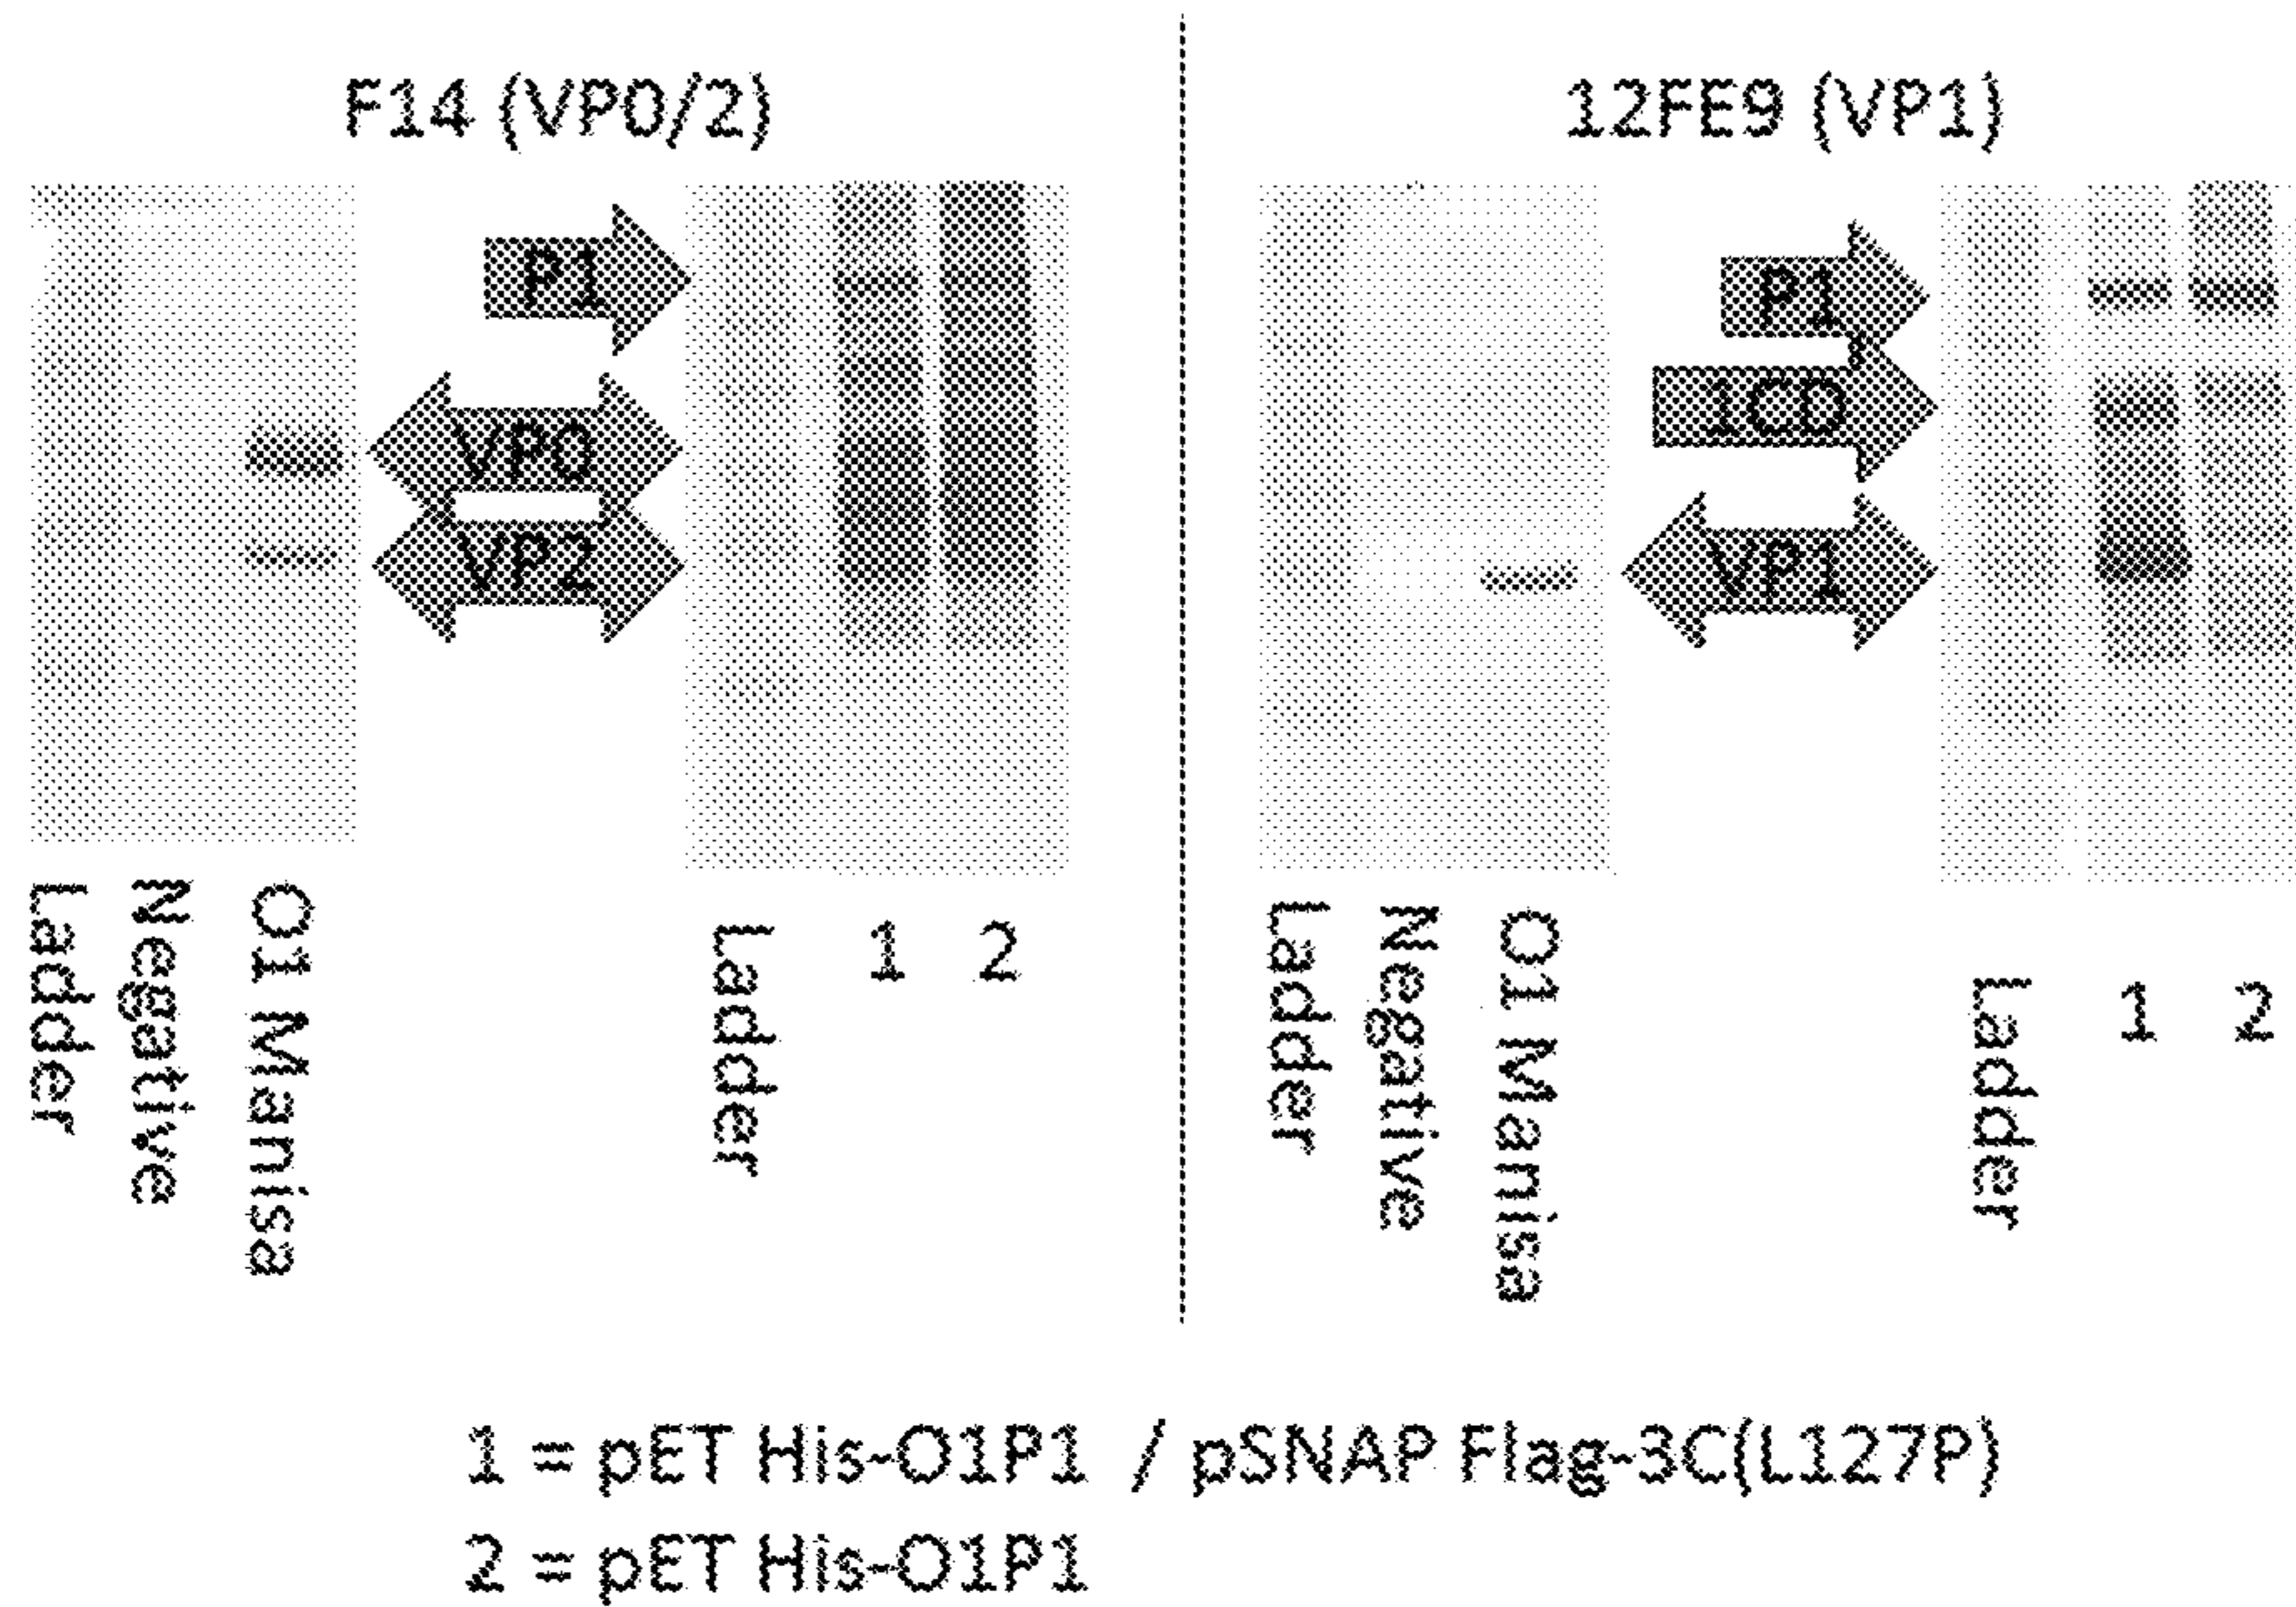 F14 (VP0/2)
P1
VP0
VP2
Ladder
Negative
O1 Manisa
Ladder
1
2
12FE9 (VP1)
P1
1CD
VP1
Ladder
Negative
O1 Manisa
Ladder
1
2
1 = pET His-O1P1 / pSNAP Flag-3C(L127P)
2 = pET His-O1P1